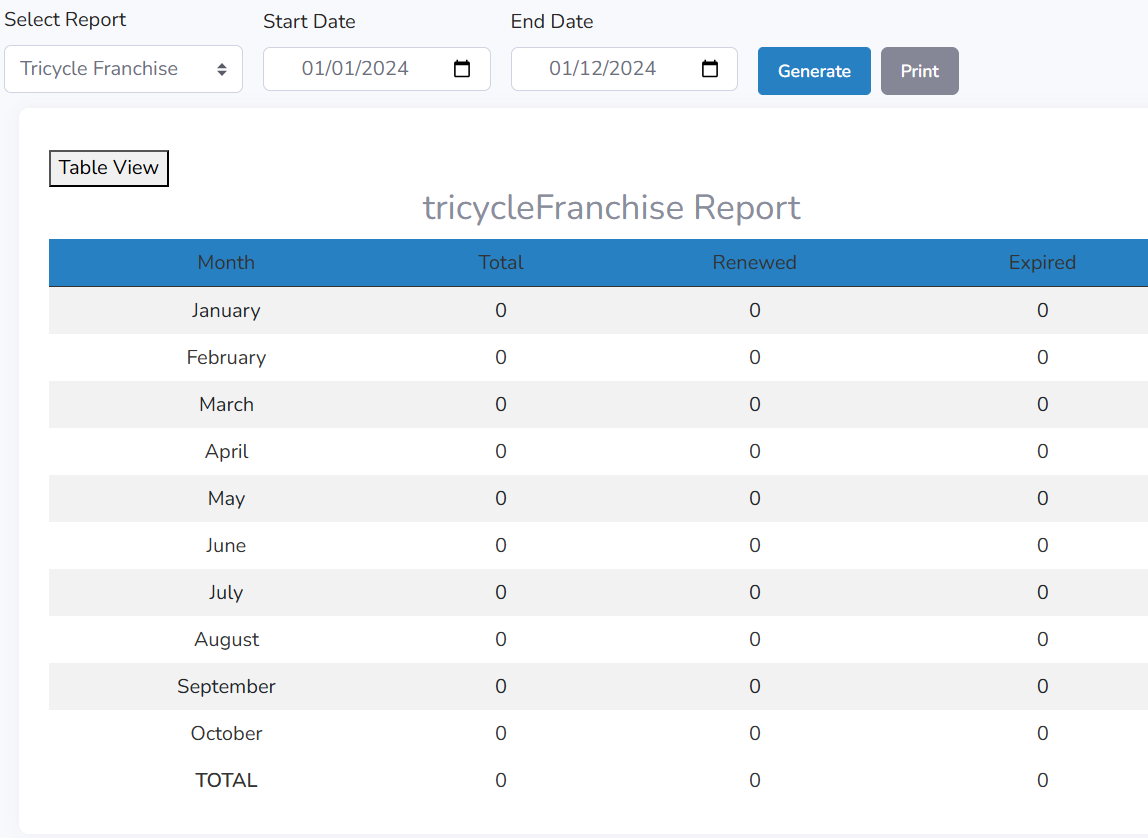 Select Report Start Date End Date
Tricycle Franchise 01/01/2024 01/12/2024 Generate Print
Table View
tricycleFranchise Report
Month Total Renewed Expired
January 0 0 0
February 0 0 0
March 0 0 0
April 0 0 0
May 0 0 0
June 0 0 0
July 0 0 0
August 0 0 0
September 0 0 0
October 0 0 0
TOTAL 0 0 0